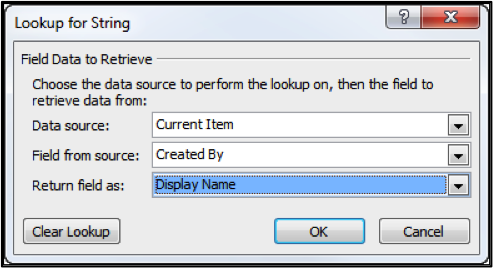 Lookup for String
?
Field Data to Retrieve
Choose the data source to perform the lookup on, then the field to
retrieve data from:
Data source: Current Item
Field from source: Created By
Return field as: Display Name
Clear Lookup OK Cancel